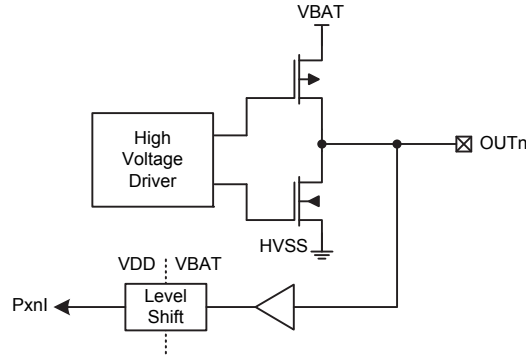 VBAT
High
Voltage
Driver
OUTn
HVSS
VDD VBAT
Level
Shift
PxnI